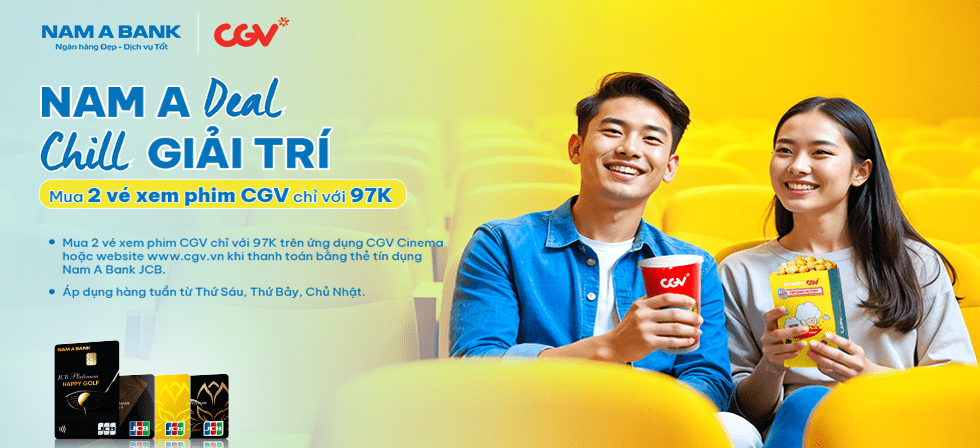 NAM A BANK
Ngân hàng Đẹp - Dịch vụ Tốt
CGV
NAM A Deal
Chill GIẢI TRÍ
Mua 2 vé xem phim CGV chỉ với 97K
• Mua 2 vé xem phim CGV chỉ với 97K trên ứng dụng CGV Cinema
hoặc website www.cgv.vn khi thanh toán bằng thẻ tín dụng
Nam A Bank JCB.
• Áp dụng hàng tuần từ Thứ Sáu, Thứ Bảy, Chủ Nhật.
CGV
NAM A BANK
JCB Platinum
HAPPY GOLF
JCB
JCB
JCB
JCB